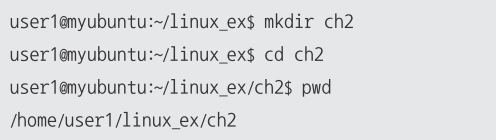 user1@myubuntu:~/linux_ex$ mkdir ch2
user1@myubuntu:~/linux_ex$ cd ch2
user1@myubuntu:~/linux_ex/ch2$ pwd
/home/user1/linux_ex/ch2